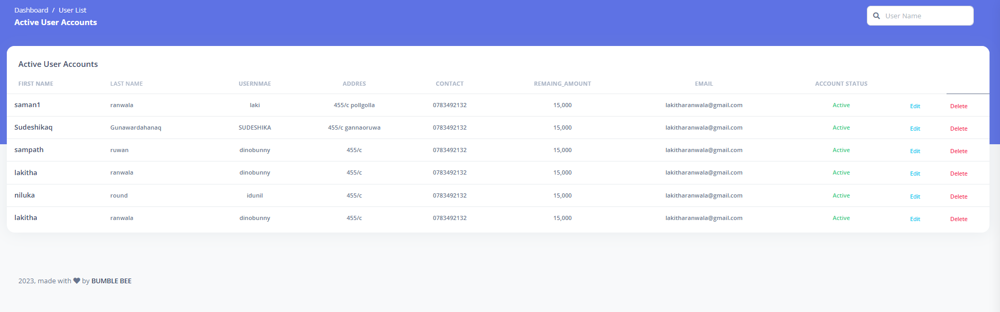 Dashboard / User List
Active User Accounts
User Name
Active User Accounts
FIRST NAME LAST NAME USERNMAE ADDRES CONTACT REMAING_AMOUNT EMAIL ACCOUNT STATUS
saman1 ranwala laki 455/c pollgolla 0783492132 15,000 lakitharanwala@gmail.com Active Edit Delete
Sudeshikaq Gunawardahanaq SUDESHIKA 455/c gannaoruwa 0783492132 15,000 lakitharanwala@gmail.com Active Edit Delete
sampath ruwan dinobunny 455/c 0783492132 15,000 lakitharanwala@gmail.com Active Edit Delete
lakitha ranwala dinobunny 455/c 0783492132 15,000 lakitharanwala@gmail.com Active Edit Delete
niluka round idunil 455/c 0783492132 15,000 lakitharanwala@gmail.com Active Edit Delete
lakitha ranwala dinobunny 455/c 0783492132 15,000 lakitharanwala@gmail.com Active Edit Delete
2023, made with ♥ by BUMBLE BEE